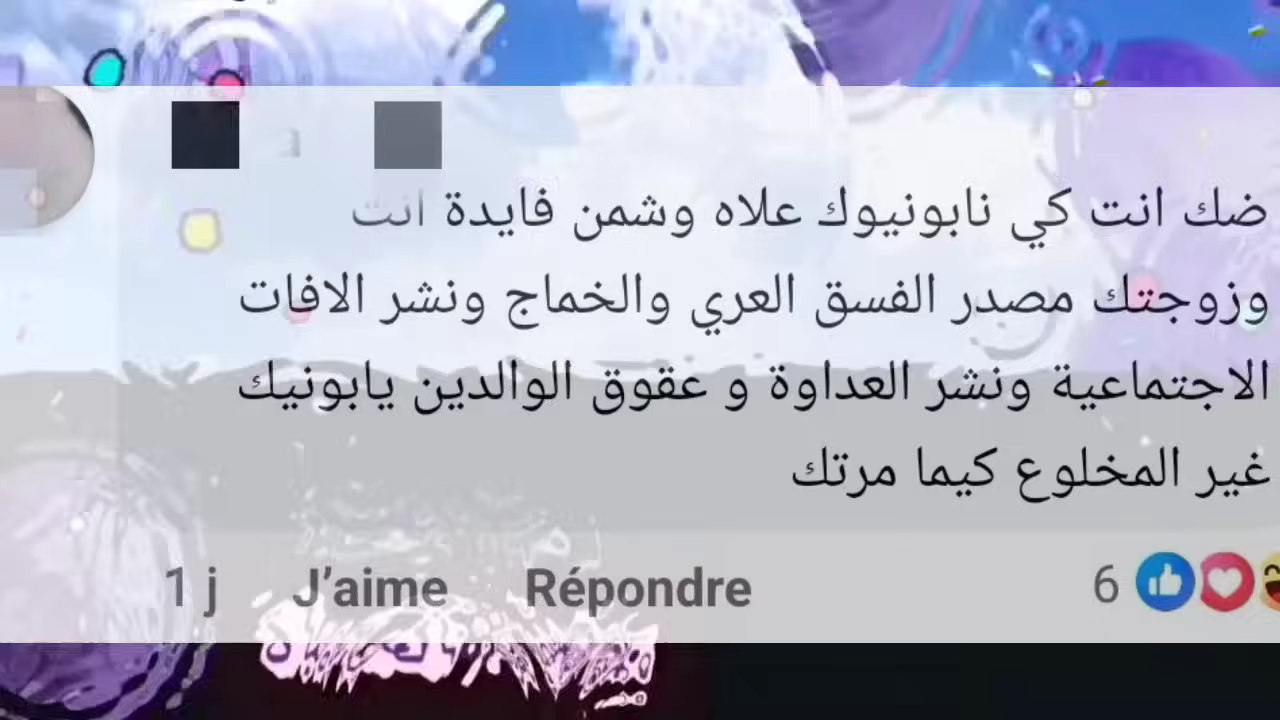 ضك انت كي نابونيوك علاه وشمن فايدة انت
وزوجتك مصدر الفسق العري والخماج ونشر الافات
الاجتماعية ونشر العداوة و عقوق الوالدين يابونيك
غير المخلوع كيما مرتك
1 j J'aime Répondre 6